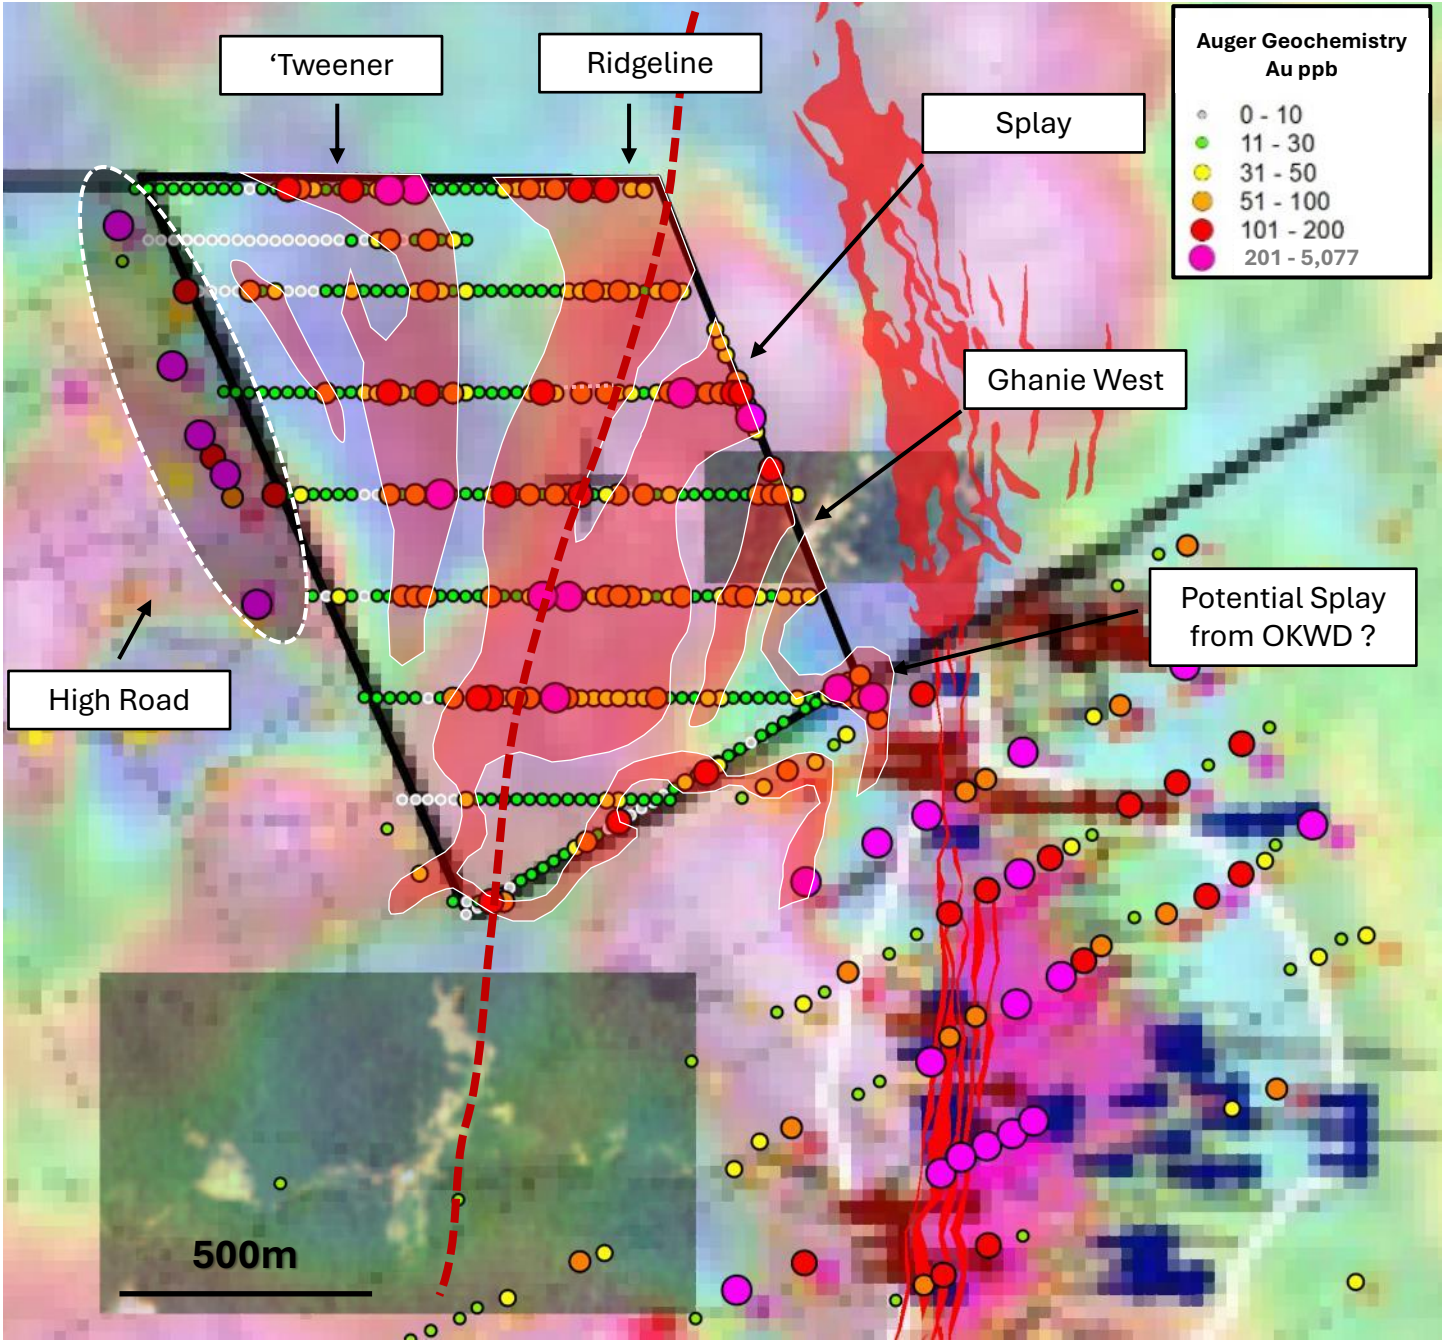 ‘Tweener
Ridgeline
Splay
Auger Geochemistry
Au ppb
0 - 10
11 - 30
31 - 50
51 - 100
101 - 200
201 - 5,077
Ghanie West
Potential Splay
from OKWD ?
High Road
500m